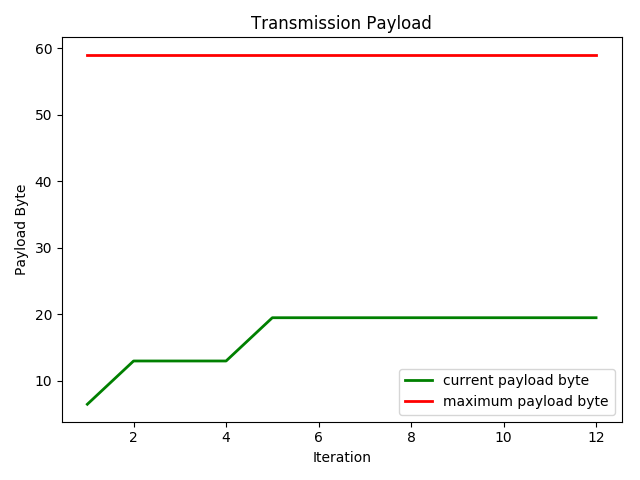 Transmission Payload
60
50
40
30
20
10
Payload Byte
2 4 6 8 10 12
Iteration
current payload byte
maximum payload byte